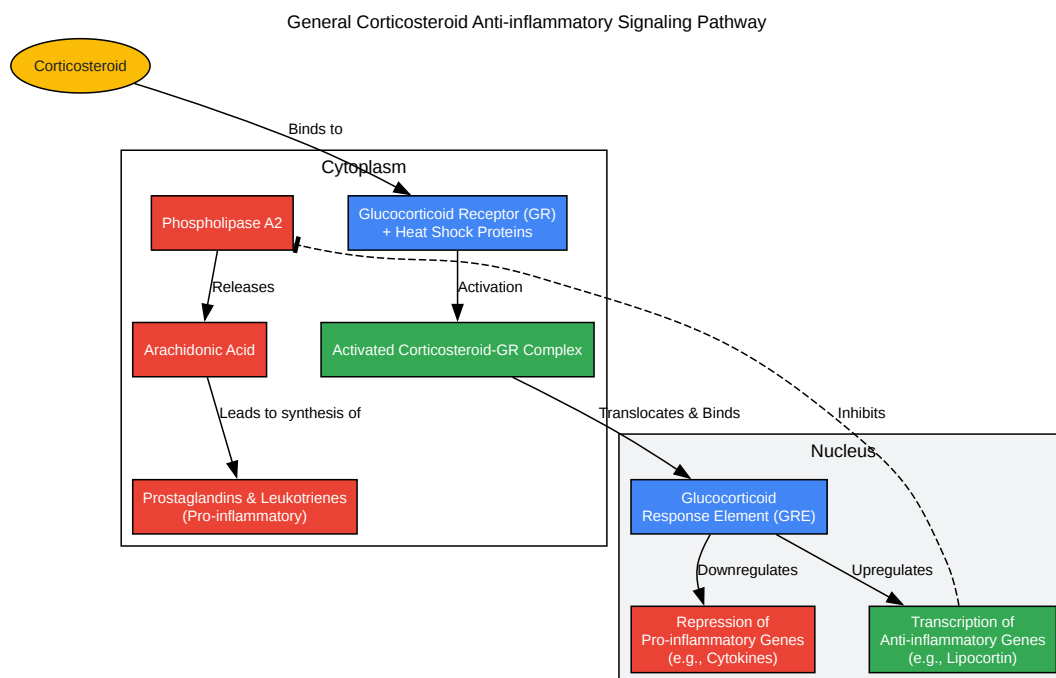 General Corticosteroid Anti-inflammatory Signaling Pathway
Corticosteroid
Binds to
Cytoplasm
Phospholipase A2
Glucocorticoid Receptor (GR)
+ Heat Shock Proteins
Releases
Activation
Arachidonic Acid
Activated Corticosteroid-GR Complex
Leads to synthesis of
Translocates & Binds
Inhibits
Nucleus
Prostaglandins & Leukotrienes
(Pro-inflammatory)
Glucocorticoid
Response Element (GRE)
Downregulates
Upregulates
Repression of
Pro-inflammatory Genes
(e.g., Cytokines)
Transcription of
Anti-inflammatory Genes
(e.g., Lipocortin)